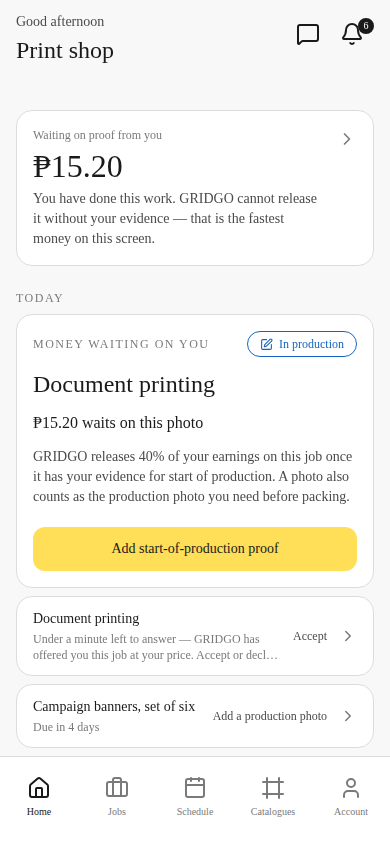 Good afternoon
Print shop
6
Waiting on proof from you
₱15.20
You have done this work. GRIDGO cannot release
it without your evidence — that is the fastest
money on this screen.
TODAY
MONEY WAITING ON YOU
In production
Document printing
₱15.20 waits on this photo
GRIDGO releases 40% of your earnings on this job once
it has your evidence for start of production. A photo also
counts as the production photo you need before packing.
Add start-of-production proof
Document printing
Under a minute left to answer — GRIDGO has
offered you this job at your price. Accept or decl…
Accept
Campaign banners, set of six
Due in 4 days
Add a production photo
Home
Jobs
Schedule
Catalogues
Account